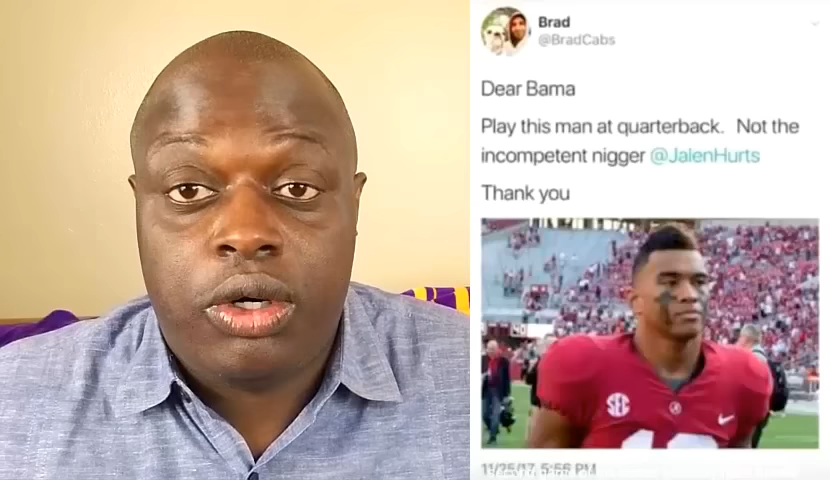 Brad
@BradCabs
Dear Bama
Play this man at quarterback. Not the
incompetent nigger @JalenHurts
Thank you
SEC
11/25/17, 5:56 PM